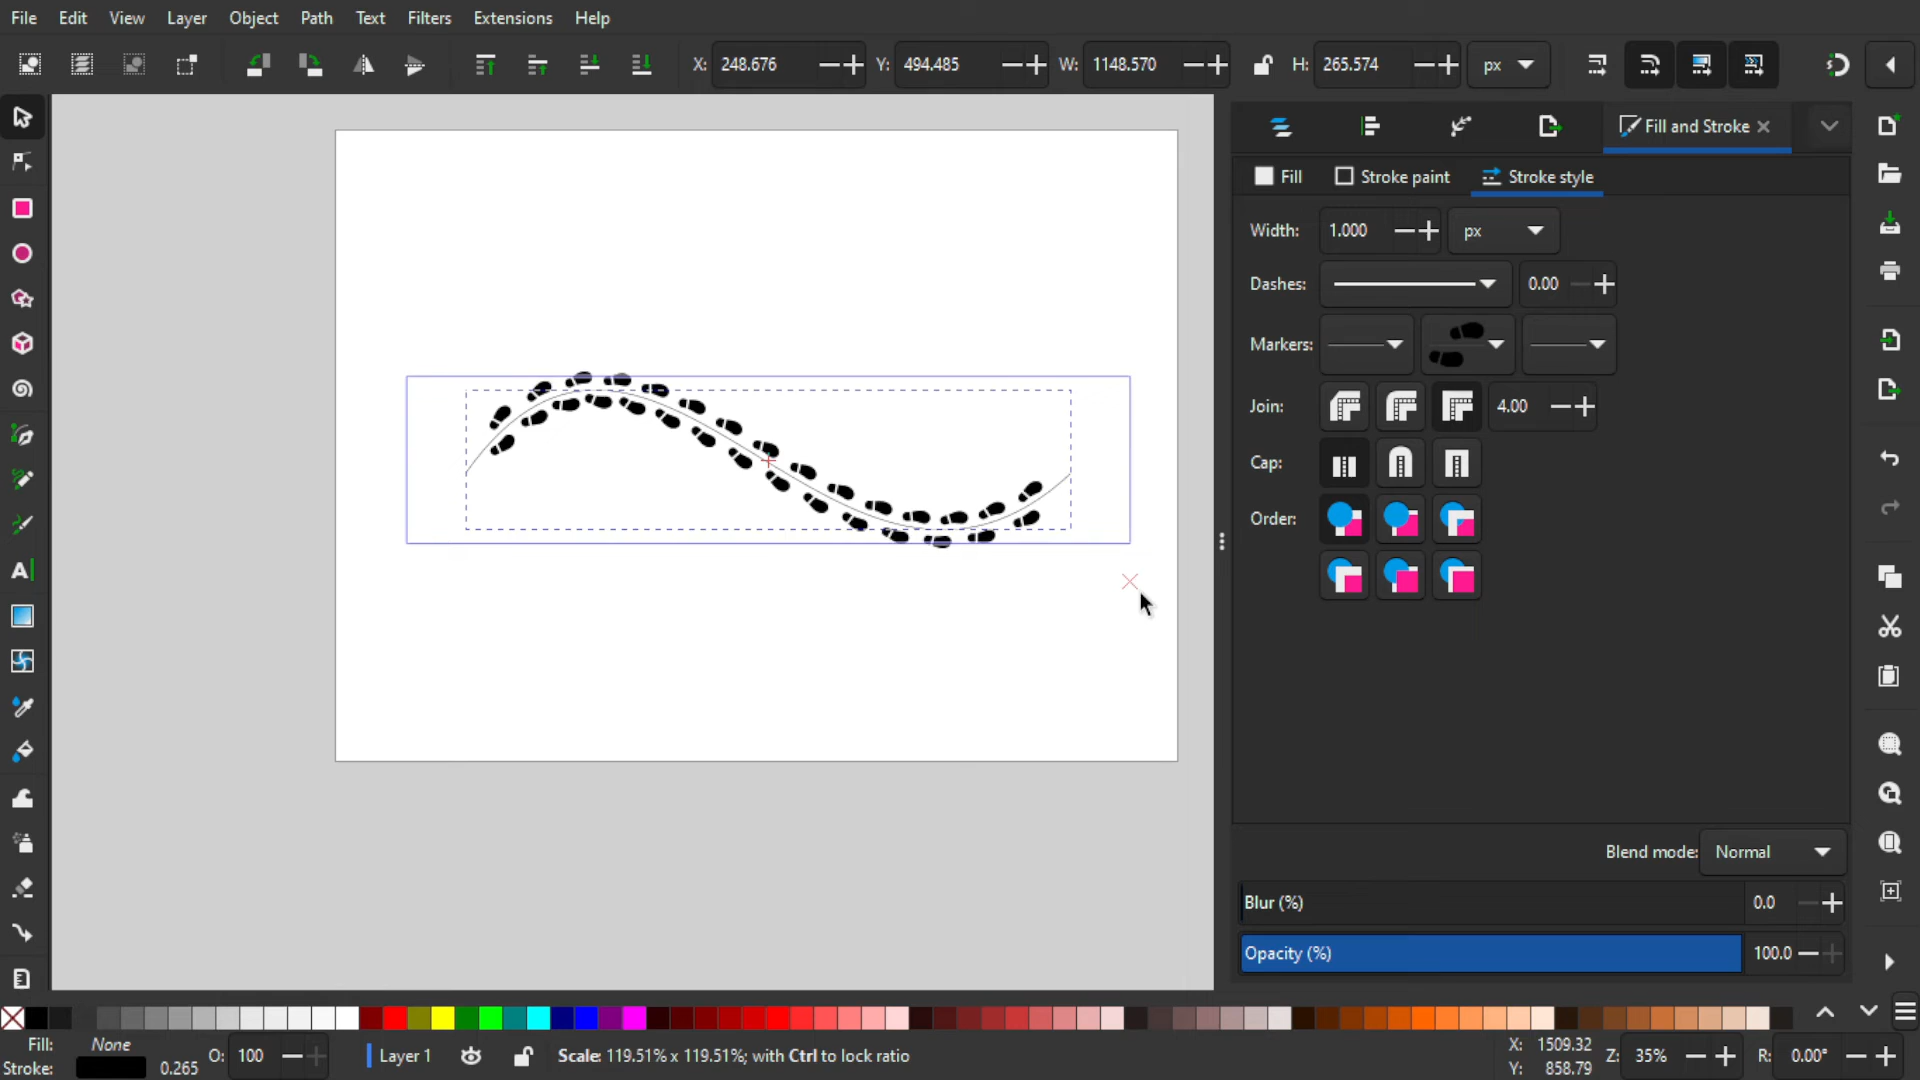 File Edit View Layer Object Path Text Filters Extensions Help
X: 248.676 Y: 494.485 W: 1148.570 H: 265.574 px
Fill and Stroke
Fill Stroke paint Stroke style
Width: 1.000 px
Dashes: 0.00
Markers:
Join: 4.00
Cap:
Order:
Blend mode: Normal
Blur (%) 0.0
Opacity (%) 100.0
Fill: None
Stroke: 0.265
O: 100
Layer 1
Scale: 119.51% x 119.51%; with Ctrl to lock ratio
X: 1509.32
Y: 858.79
Z: 35%
R: 0.00°